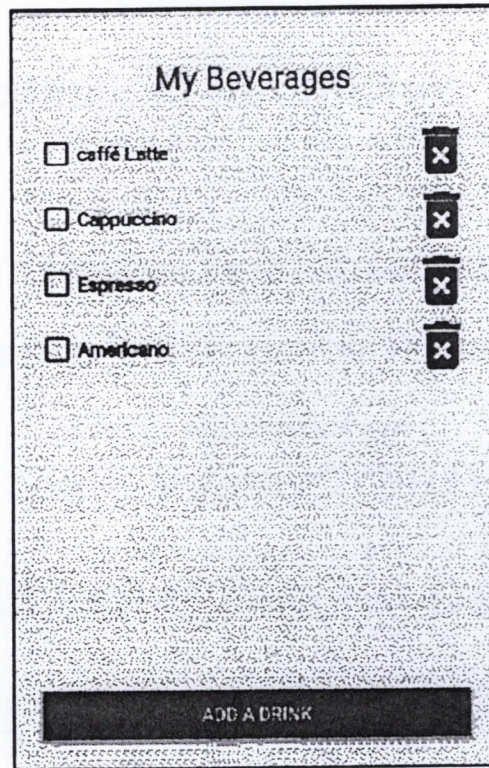 My Beverages
caffé Latte
Cappuccino
Espresso
Americano
ADD A DRINK